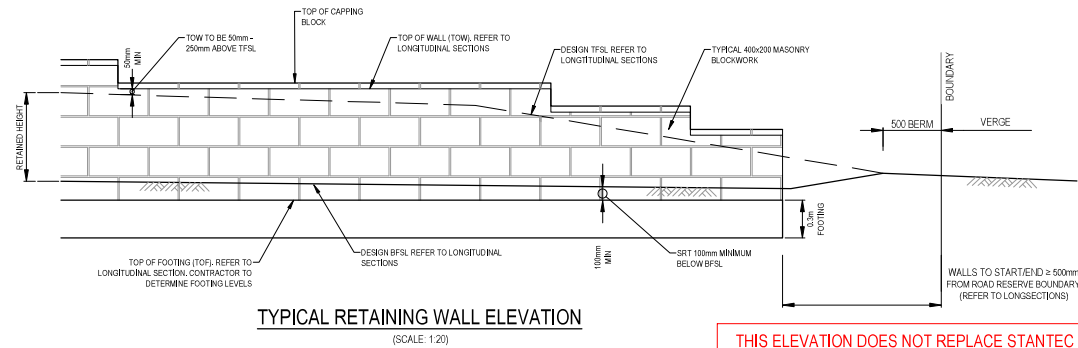 TOP OF CAPPING
BLOCK
TOW TO BE 50mm -
250mm ABOVE TFSL
50mm
MIN
TOP OF WALL (TOW). REFER TO
LONGITUDINAL SECTIONS
DESIGN TFSL REFER TO
LONGTITUDINAL SECTIONS
TYPICAL 400x200 MASONRY
BLOCKWORK
BOUNDARY
500 BERM
VERGE
RETAINED HEIGHT
0.3m
FOOTING
100mm
MIN
TOP OF FOOTING (TOF). REFER TO
LONGITUDINAL SECTION. CONTRACTOR TO
DETERMINE FOOTING LEVELS
DESIGN BFSL REFER TO LONGITUDINAL
SECTIONS
SRT 100mm MINIMUM
BELOW BFSL
WALLS TO START/END ≥ 500mm
FROM ROAD RESERVE BOUNDARY
(REFER TO LONGSECTIONS)
TYPICAL RETAINING WALL ELEVATION
(SCALE: 1:20)
THIS ELEVATION DOES NOT REPLACE STANTEC